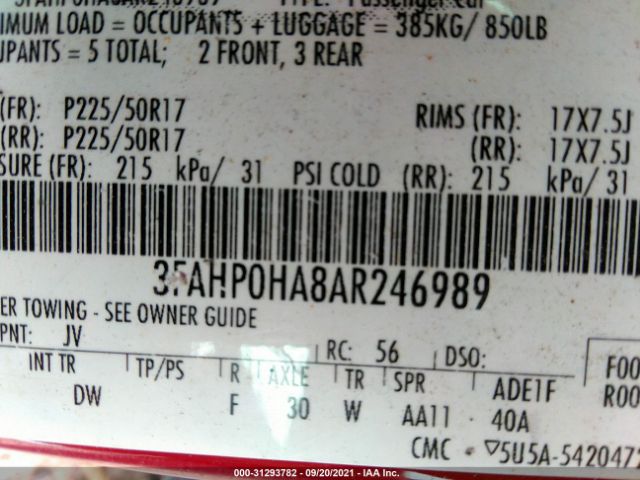 MAXIMUM LOAD = OCCUPANTS + LUGGAGE = 385KG/ 850LB
= 5 TOTAL; 2 FRONT, 3 REAR
(FR): P225/50R17 RIMS (FR): 17X7.5J
(RR): P225/50R17 (RR): 17X7.5J
SURE (FR): 215 kPa/ 31 PSI COLD (RR): 215 kPa/ 31
3FAHP0HA8AR246989
ER TOWING - SEE OWNER GUIDE
PNT: JV RC: 56 DSO:
INT TR TP/PS R AXLE TR SPR ADE1F F00
DW F 30 W AA11 · 40A R00
CMC · ▽5U5A-5420472
000 - 31293782 - 09/20/2021 - IAA Inc.